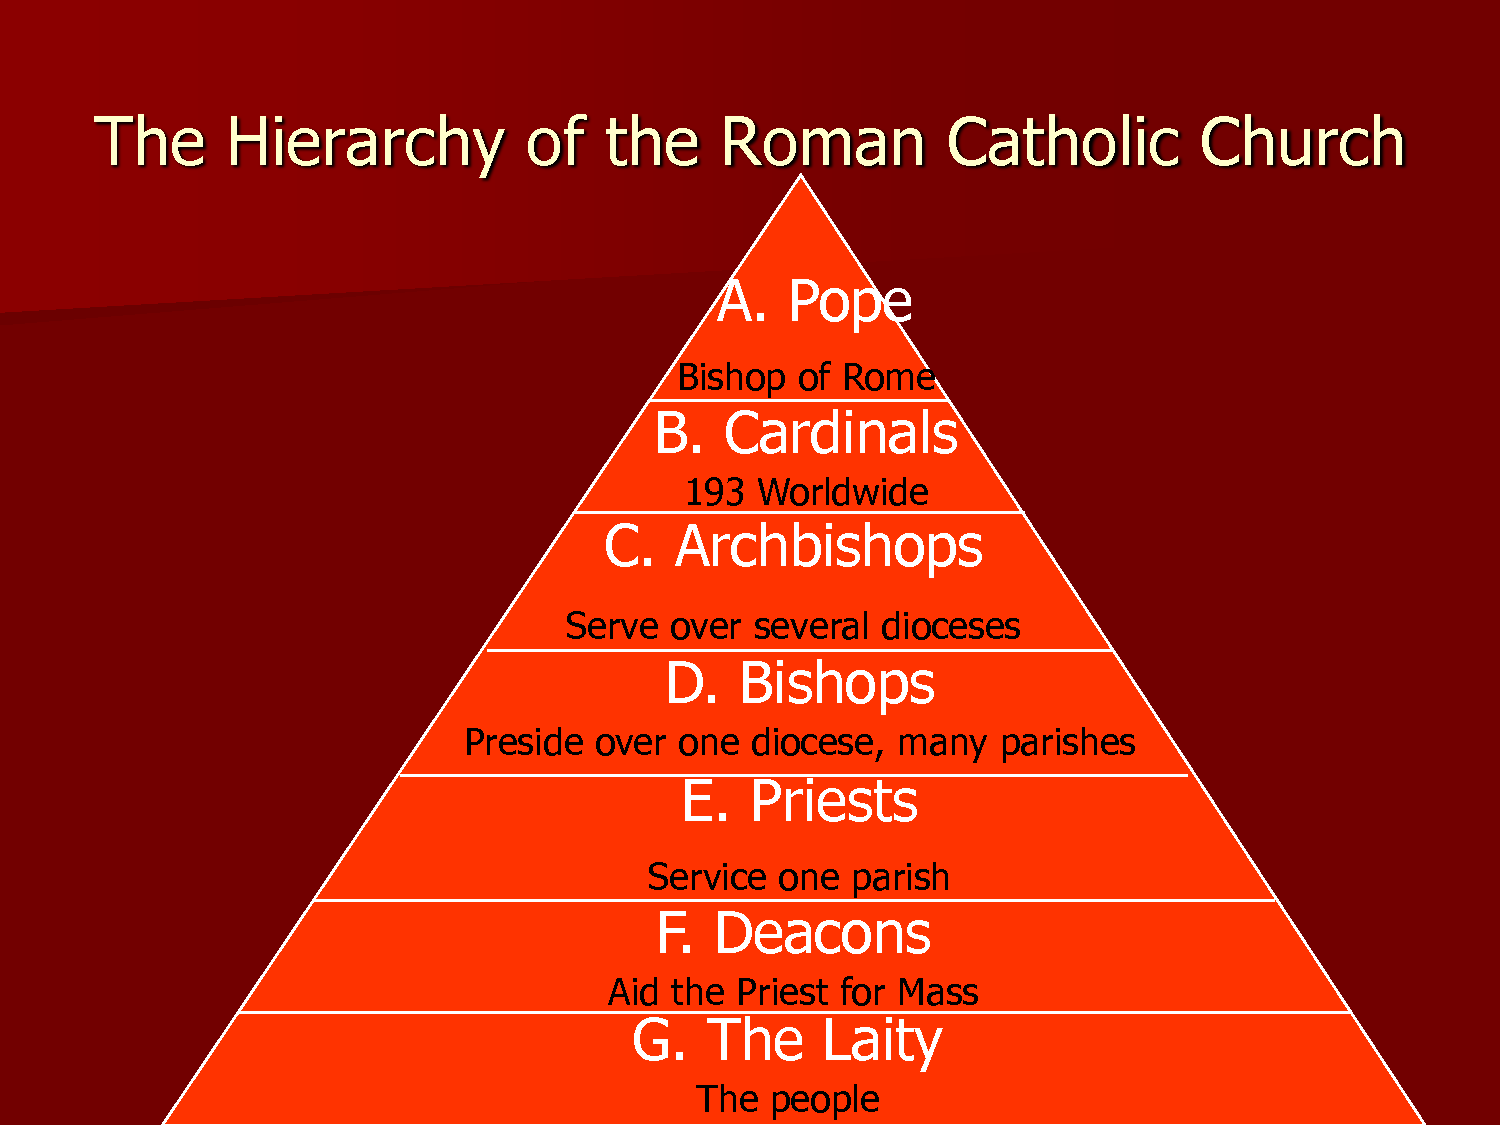 The Hierarchy of the Roman Catholic Church
A. Pope
Bishop of Rome
B. Cardinals
193 Worldwide
C. Archbishops
Serve over several dioceses
D. Bishops
Preside over one diocese, many parishes
E. Priests
Service one parish
F. Deacons
Aid the Priest for Mass
G. The Laity
The people